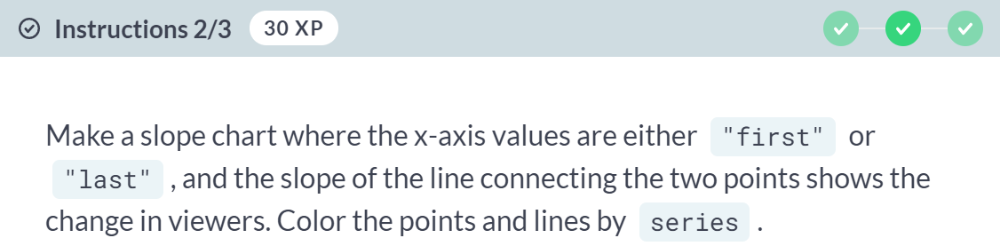 Instructions 2/3 30 XP
Make a slope chart where the x-axis values are either "first" or
"last" , and the slope of the line connecting the two points shows the
change in viewers. Color the points and lines by series .